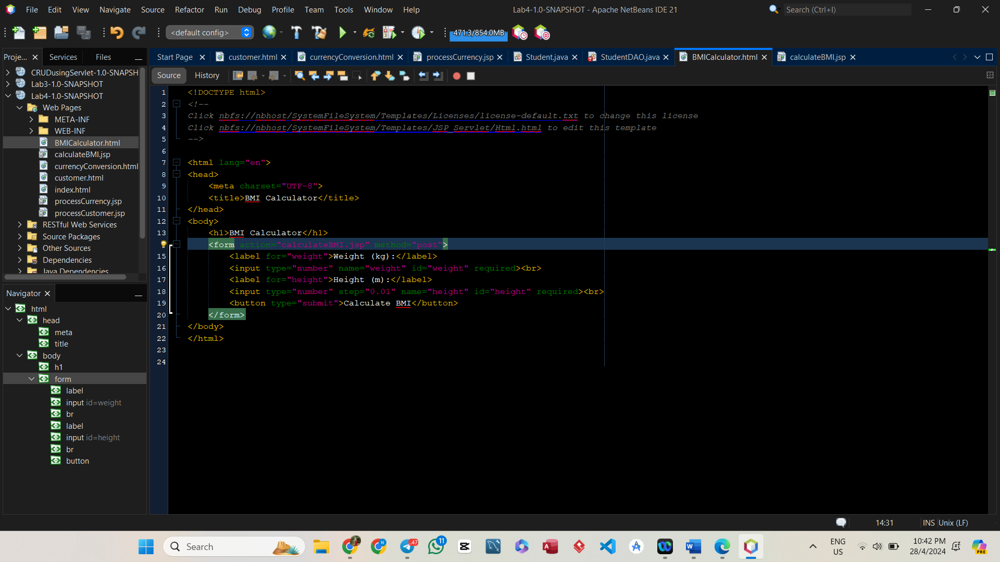 File Edit View Navigate Source Refactor Run Debug Profile Team Tools Window Help
Lab4-1.0-SNAPSHOT - Apache NetBeans IDE 21
Search (Ctrl+I)
<default config>
471.3/854.0MB
Proje...
Services
Files
Start Page
customer.html
currencyConversion.html
processCurrency.jsp
Student.java
StudentDAO.java
BMICalculator.html
calculateBMI.jsp
Source
History
CRUDusingServlet-1.0-SNAPSH
Lab3-1.0-SNAPSHOT
Lab4-1.0-SNAPSHOT
Web Pages
META-INF
WEB-INF
BMICalculator.html
calculateBMI.jsp
currencyConversion.html
customer.html
index.html
processCurrency.jsp
processCustomer.jsp
RESTful Web Services
Source Packages
Other Sources
Dependencies
Java Dependencies
Navigator
html
head
meta
title
body
h1
form
label
input id=weight
br
label
input id=height
br
button
1 <!DOCTYPE html>
2 <!--
3 Click nbfs://nbhost/SystemFileSystem/Templates/Licenses/license-default.txt to change this license
4 Click nbfs://nbhost/SystemFileSystem/Templates/JSP_Servlet/Html.html to edit this template
5 -->
6
7 <html lang="en">
8 <head>
9 <meta charset="UTF-8">
10 <title>BMI Calculator</title>
11 </head>
12 <body>
13 <h1>BMI Calculator</h1>
<form action="calculateBMI.jsp" method="post">
15 <label for="weight">Weight (kg):</label>
16 <input type="number" name="weight" id="weight" required><br>
17 <label for="height">Height (m):</label>
18 <input type="number" step="0.01" name="height" id="height" required><br>
19 <button type="submit">Calculate BMI</button>
20 </form>
21 </body>
22 </html>
23
24
14:31
INS
Unix (LF)
Search
.47
11
ENG
US
10:42 PM
28/4/2024
PRE